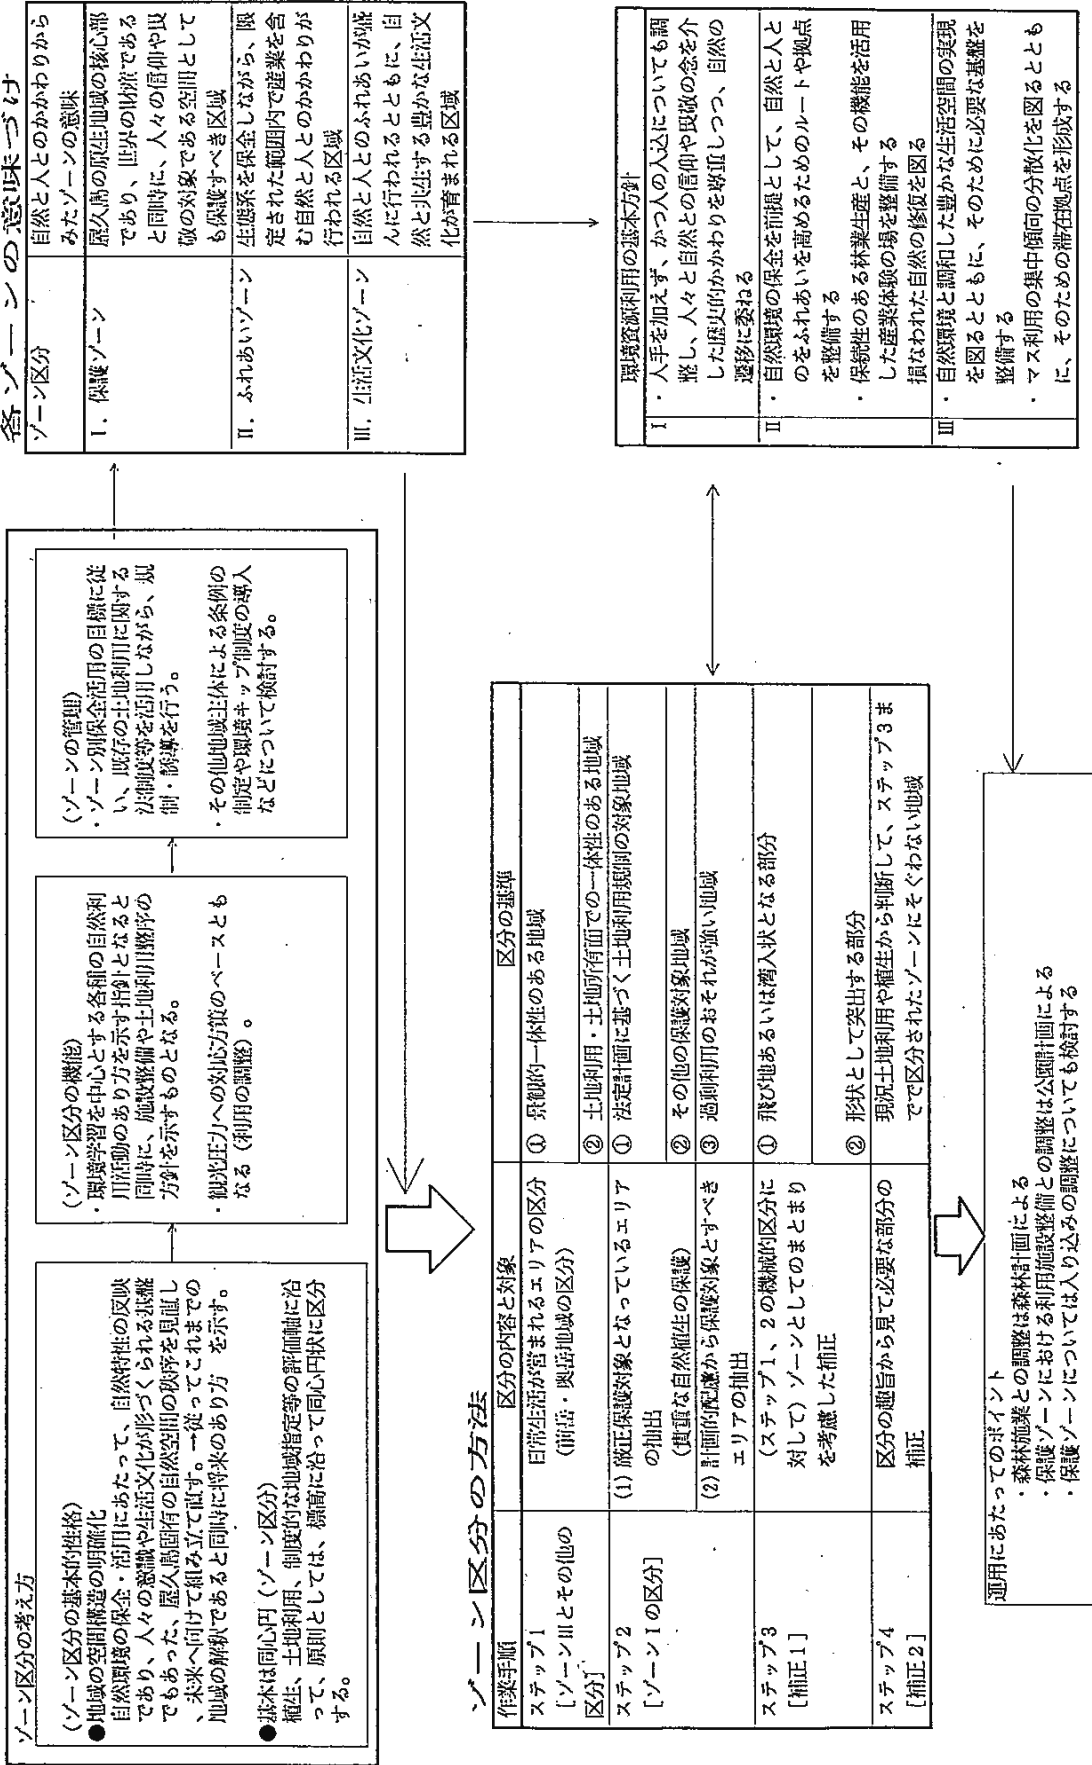 ゾーン区分の考え方
(ゾーン区分の基本的性格)
●地域の空間構造の明確化
自然環境の保全・活用にあたって、自然特性の反映
であり、人々の意識や生活文化が形づくられる基盤
でもあった、屋久島固有の自然空間の秩序を見直し
、未来へ向けて組み立て直す。従ってこれまでの
地域の解釈であると同時に将来のあり方 を示す。
●基本は同心円(ゾーン区分)
植生、土地利用、制度的な地域指定等の評価軸に沿
って、原則としては、標高に沿って同心円状に区分
する。
(ゾーン区分の機能)
・環境学習を中心とする各種の自然利
用活動のあり方を示す指針となると
同時に、施設整備や土地利用整序の
方針を示すものとなる。
・観光圧力への対応方策のベースとも
なる(利用の調整)。
(ゾーンの管理)
・ゾーン別保全活用の目標に従
い、既存の土地利用に関する
法制度等を活用しながら、規
制・誘導を行う。
・その他地域主体による条例の
制定や環境キップ制度の導入
などについて検討する。
各ゾーンの意味づけ
ゾーン区分
自然と人とのかかわりから
みたゾーンの意味
Ⅰ.保護ゾーン
屋久島の原生地域の核心部
であり、世界の財産である
と同時に、人々の信仰や畏
敬の対象である空間として
も保護すべき区域
Ⅱ.ふれあいゾーン
生態系を保全しながら、限
定された範囲内で産業を含
む自然と人とのかかわりが
行われる区域
Ⅲ.生活文化ゾーン
自然と人とのふれあいが盛
んに行われるとともに、自
然と共生する豊かな生活文
化が育まれる区域
ゾーン区分の方法
作業手順
区分の内容と対象
区分の基準
ステップ1
[ゾーンⅢとその他の
区分]
日常生活が営まれるエリアの区分
(前岳・奥岳地域の区分)
① 景観的一体性のある地域
② 土地利用・土地所有面での一体性のある地域
ステップ2
[ゾーンⅠの区分]
(1) 厳正保護対象となっているエリア
の抽出
(貴重な自然植生の保護)
① 法定計画に基づく土地利用規制の対象地域
② その他の保護対象地域
(2) 計画的配慮から保護対象とすべき
エリアの抽出
③ 過剰利用のおそれが強い地域
ステップ3
[補正1]
(ステップ1、2の機械的区分に
対して)ゾーンとしてのまとまり
を考慮した補正
① 飛び地あるいは湾入状となる部分
② 形状として突出する部分
ステップ4
[補正2]
区分の趣旨から見て必要な部分の
補正
現況土地利用や植生から判断して、ステップ3ま
でで区分されたゾーンにそぐわない地域
環境資源利用の基本方針
Ⅰ
・人手を加えず、かつ人の入込についても調
整し、人々と自然との信仰や畏敬の念を介
した歴史的かかわりを尊重しつつ、自然の
遷移に委ねる
Ⅱ
・自然環境の保全を前提として、自然と人と
のをふれあいを高めるためのルートや拠点
を整備する
・保続性のある林業生産と、その機能を活用
した産業体験の場を整備する
損なわれた自然の修復を図る
Ⅲ
・自然環境と調和した豊かな生活空間の実現
を図るとともに、そのために必要な基盤を
整備する
・マス利用の集中傾向の分散化を図るととも
に、そのための滞在拠点を形成する
運用にあたってのポイント
・森林施業との調整は森林計画による
・保護ゾーンにおける利用施設整備との調整は公園計画による
・保護ゾーンについては入り込みの調整についても検討する